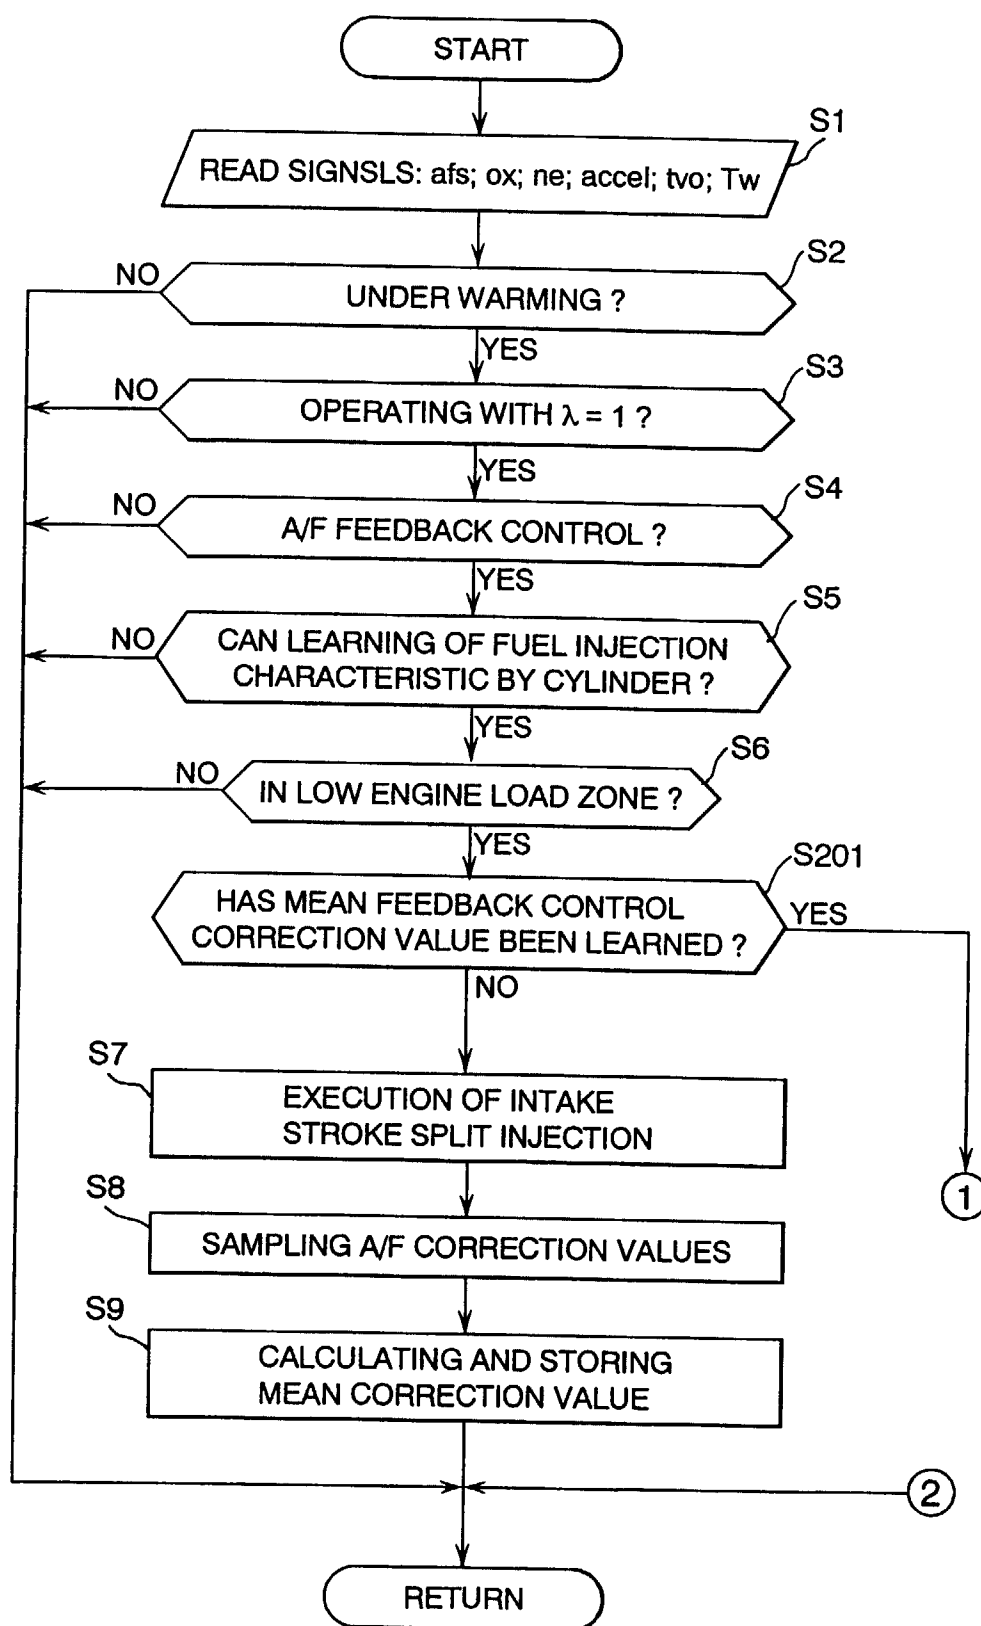 START
S1
READ SIGNSLS: afs; ox; ne; accel; tvo; Tw
S2
NO
UNDER WARMING ?
YES
S3
NO
OPERATING WITH λ = 1 ?
YES
S4
NO
A/F FEEDBACK CONTROL ?
YES
S5
NO
CAN LEARNING OF FUEL INJECTION
CHARACTERISTIC BY CYLINDER ?
YES
S6
NO
IN LOW ENGINE LOAD ZONE ?
YES
S201
HAS MEAN FEEDBACK CONTROL
CORRECTION VALUE BEEN LEARNED ?
YES
NO
S7
EXECUTION OF INTAKE
STROKE SPLIT INJECTION
1
S8
SAMPLING A/F CORRECTION VALUES
S9
CALCULATING AND STORING
MEAN CORRECTION VALUE
2
RETURN